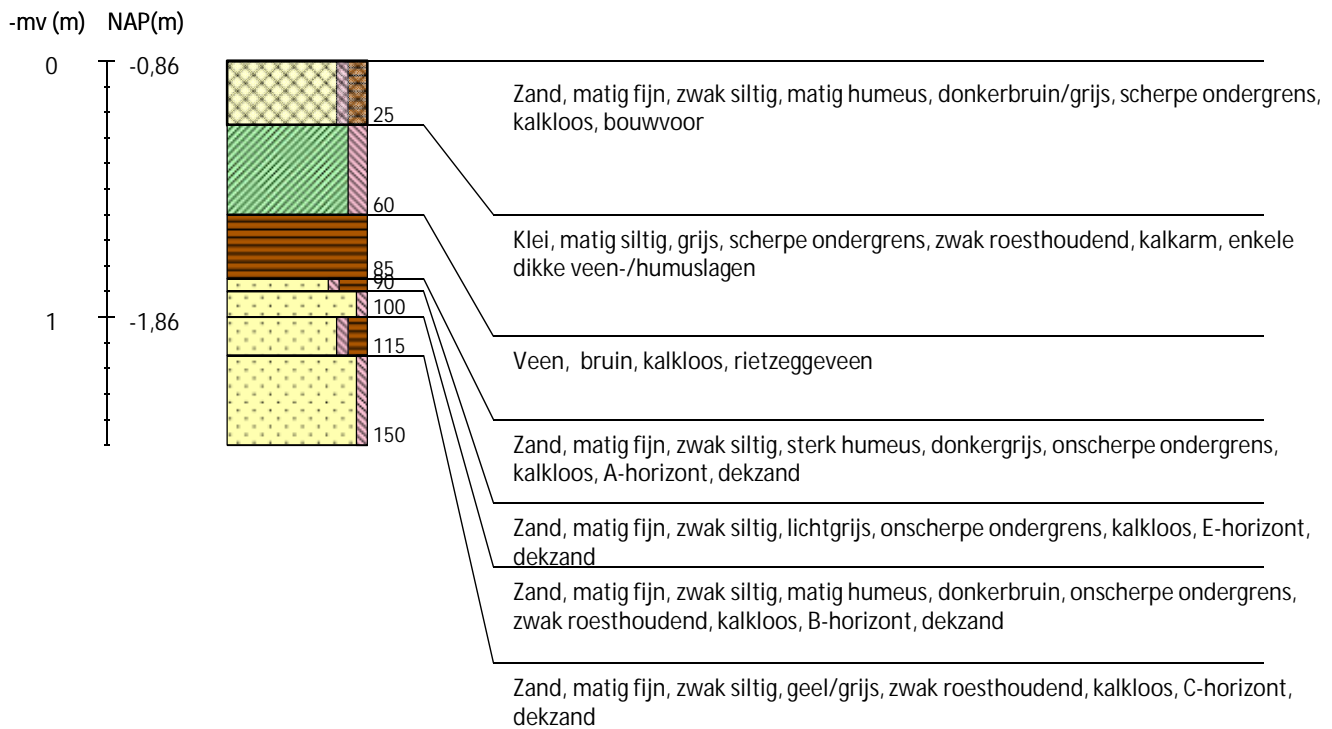 -mv (m) NAP(m)
0 -0,86
25
60
85
90
100
1 -1,86
115
150
Zand, matig fijn, zwak siltig, matig humeus, donkerbruin/grijs, scherpe ondergrens,
kalkloos, bouwvoor
Klei, matig siltig, grijs, scherpe ondergrens, zwak roesthoudend, kalkarm, enkele
dikke veen-/humuslagen
Veen, bruin, kalkloos, rietzeggeveen
Zand, matig fijn, zwak siltig, sterk humeus, donkergrijs, onscherpe ondergrens,
kalkloos, A-horizont, dekzand
Zand, matig fijn, zwak siltig, lichtgrijs, onscherpe ondergrens, kalkloos, E-horizont,
dekzand
Zand, matig fijn, zwak siltig, matig humeus, donkerbruin, onscherpe ondergrens,
zwak roesthoudend, kalkloos, B-horizont, dekzand
Zand, matig fijn, zwak siltig, geel/grijs, zwak roesthoudend, kalkloos, C-horizont,
dekzand